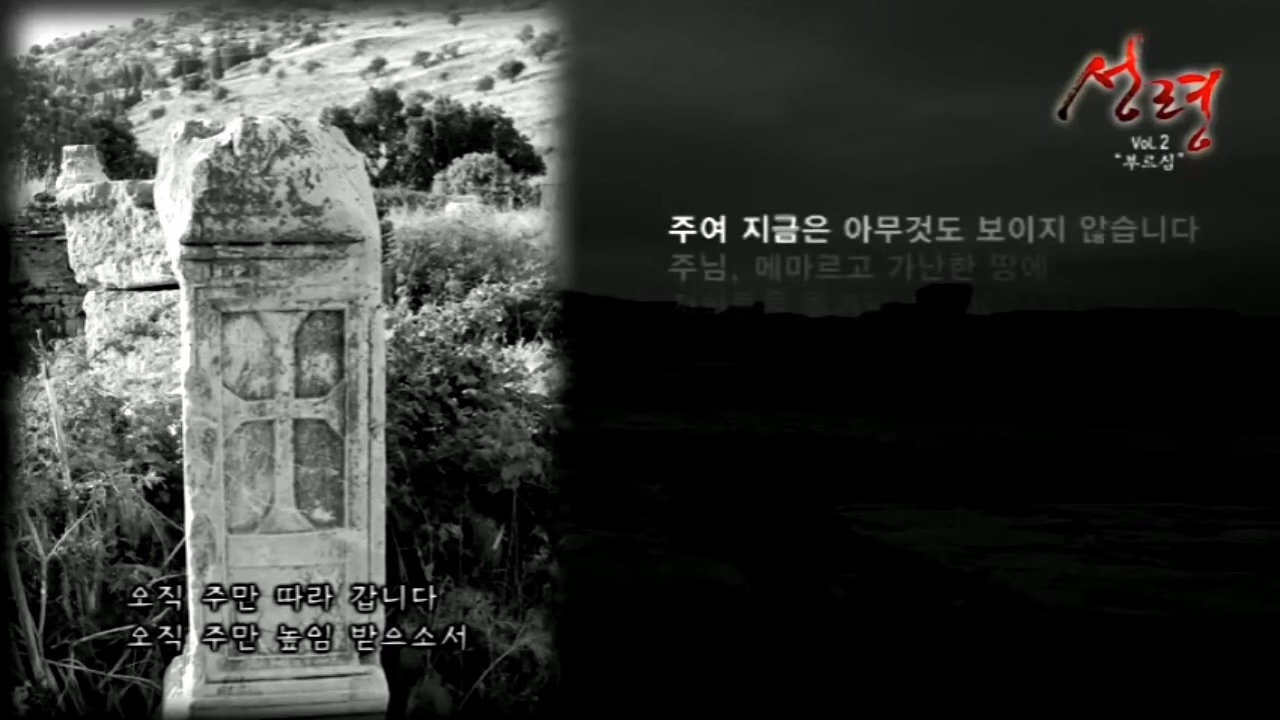 성령
Vol. 2
"부르심"
주여 지금은 아무것도 보이지 않습니다
주님, 메마르고 가난한 땅에
오직 주만 따라 갑니다
오직 주만 높임 받으소서